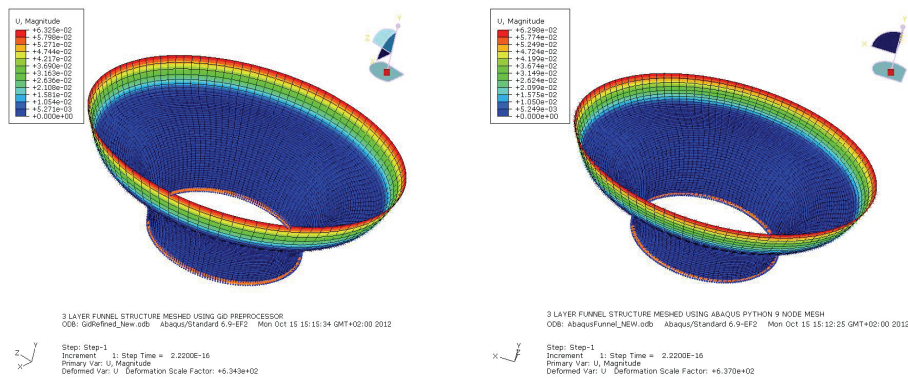 U, Magnitude
+6.325e-02
+5.798e-02
+5.271e-02
+4.744e-02
+4.217e-02
+3.690e-02
+3.163e-02
+2.636e-02
+2.108e-02
+1.581e-02
+1.054e-02
+5.271e-03
+0.000e+00
Y
Z
3 LAYER FUNNEL STRUCTURE MESHED USING GiD PREPROCESSOR
ODB: GidRefined_New.odb Abaqus/Standard 6.9-EF2 Mon Oct 15 15:15:34 GMT+02:00 2012
Y
Z
X
Step: Step-1
Increment 1: Step Time = 2.2200E-16
Primary Var: U, Magnitude
Deformed Var: U Deformation Scale Factor: +6.343e+02
U, Magnitude
+6.298e-02
+5.774e-02
+5.249e-02
+4.724e-02
+4.199e-02
+3.674e-02
+3.149e-02
+2.624e-02
+2.099e-02
+1.575e-02
+1.050e-02
+5.249e-03
+0.000e+00
Y
X
3 LAYER FUNNEL STRUCTURE MESHED USING ABAQUS PYTHON 9 NODE MESH
ODB: AbaqusFunnel_NEW.odb Abaqus/Standard 6.9-EF2 Mon Oct 15 15:12:25 GMT+02:00 2012
Y
X
Step: Step-1
Increment 1: Step Time = 2.2200E-16
Primary Var: U, Magnitude
Deformed Var: U Deformation Scale Factor: +6.370e+02